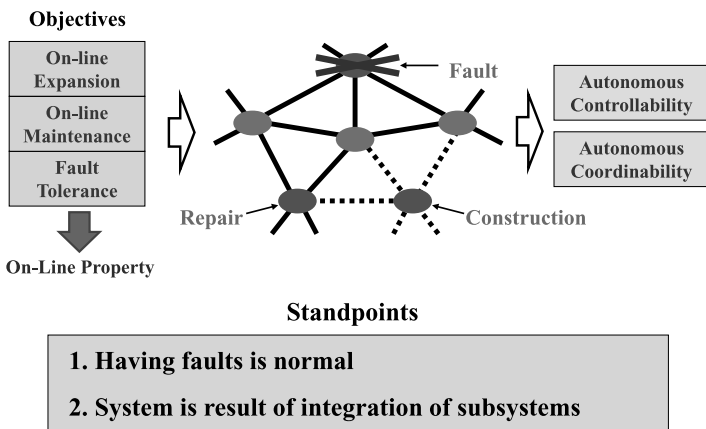 Objectives
On-line
Expansion
On-line
Maintenance
Fault
Tolerance
On-Line Property
Fault
Repair
Construction
Autonomous
Controllability
Autonomous
Coordinability
Standpoints
1. Having faults is normal
2. System is result of integration of subsystems